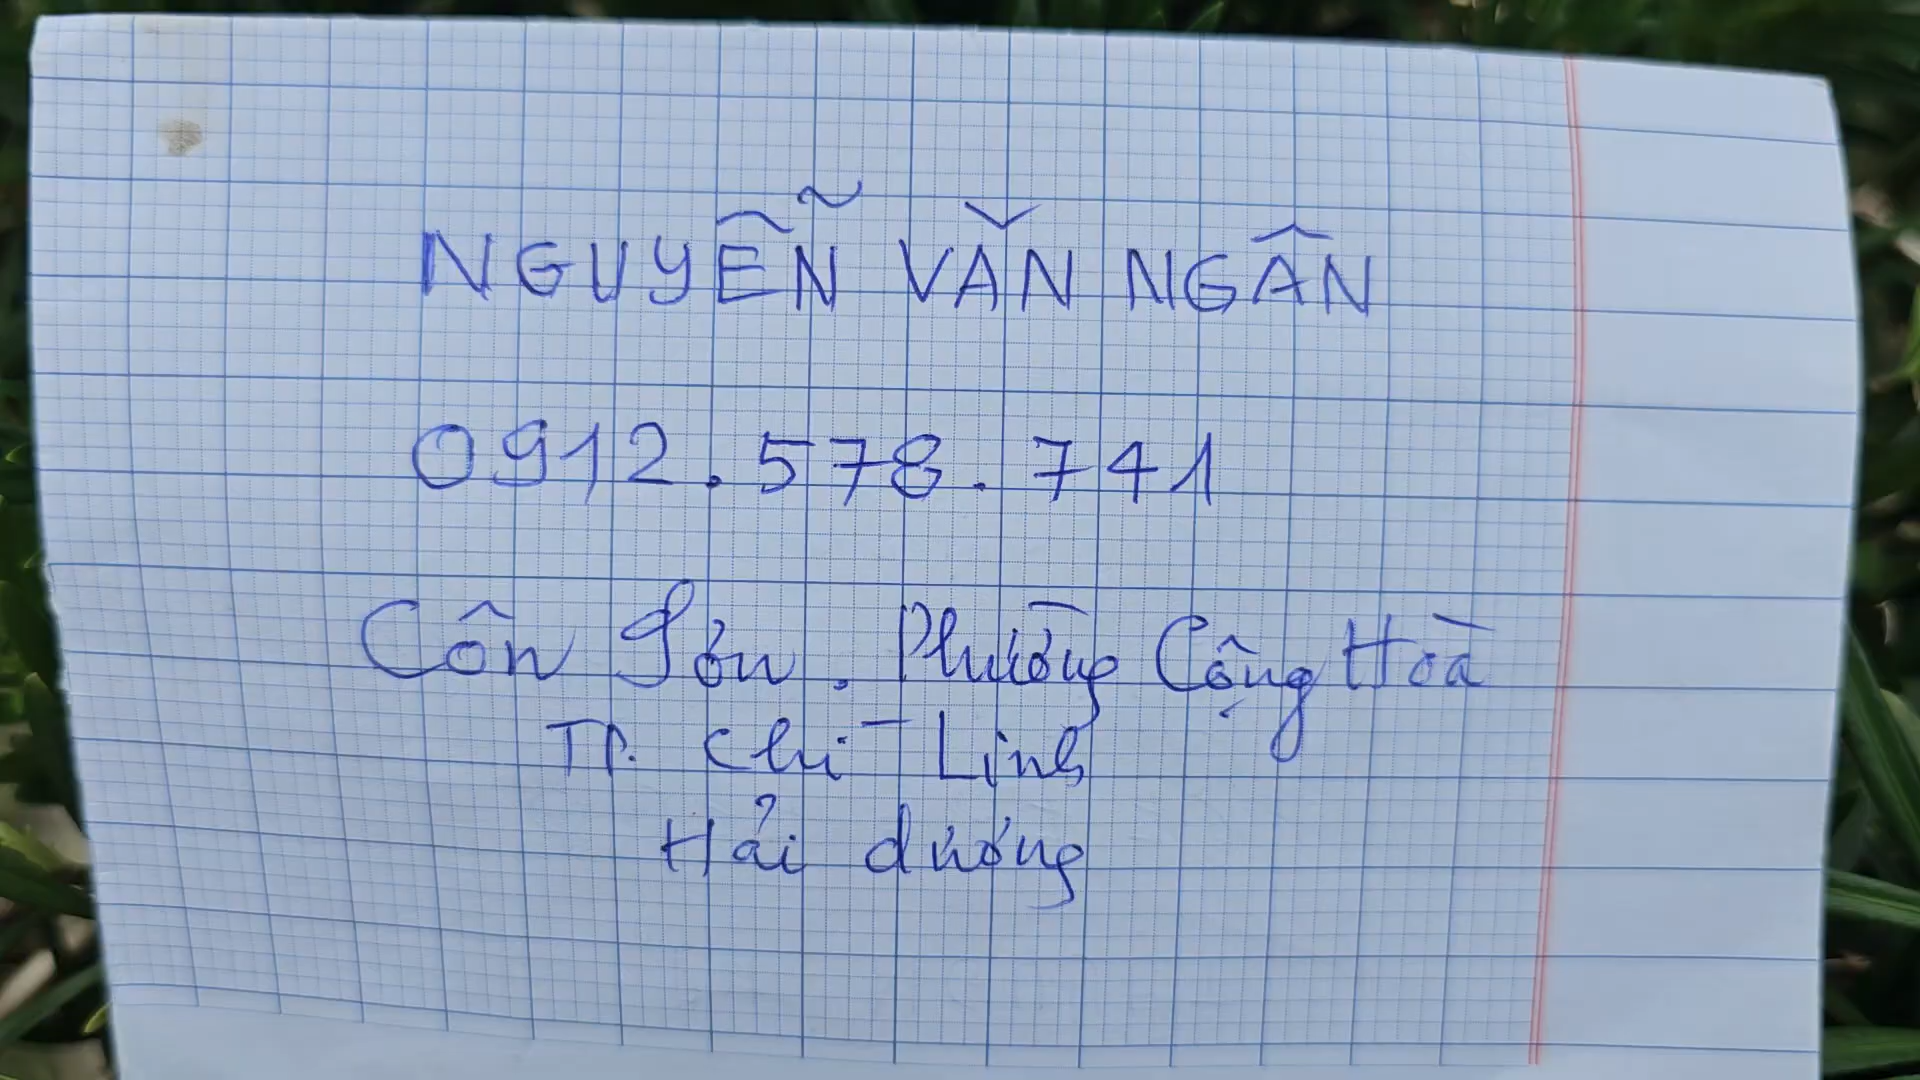 NGUYỄN VĂN NGÂN
0912.578.741
Côn Sơn. Phường Cộng Hoà
TP. Chí - Linh
Hải dương